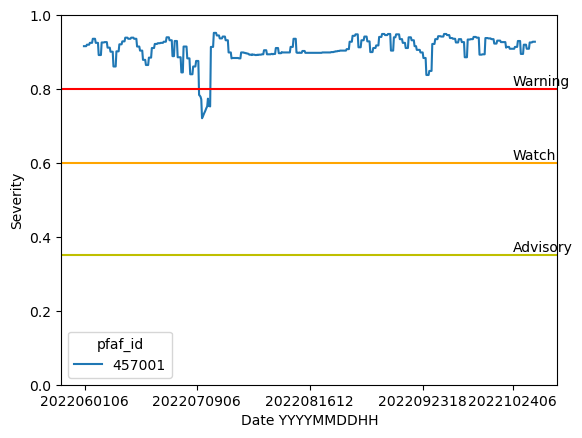 1.0
0.8
0.6
0.4
0.2
0.0
Severity
Warning
Watch
Advisory
pfaf_id
457001
2022060106 2022070906 2022081612 2022092318 2022102406
Date YYYYMMDDHH